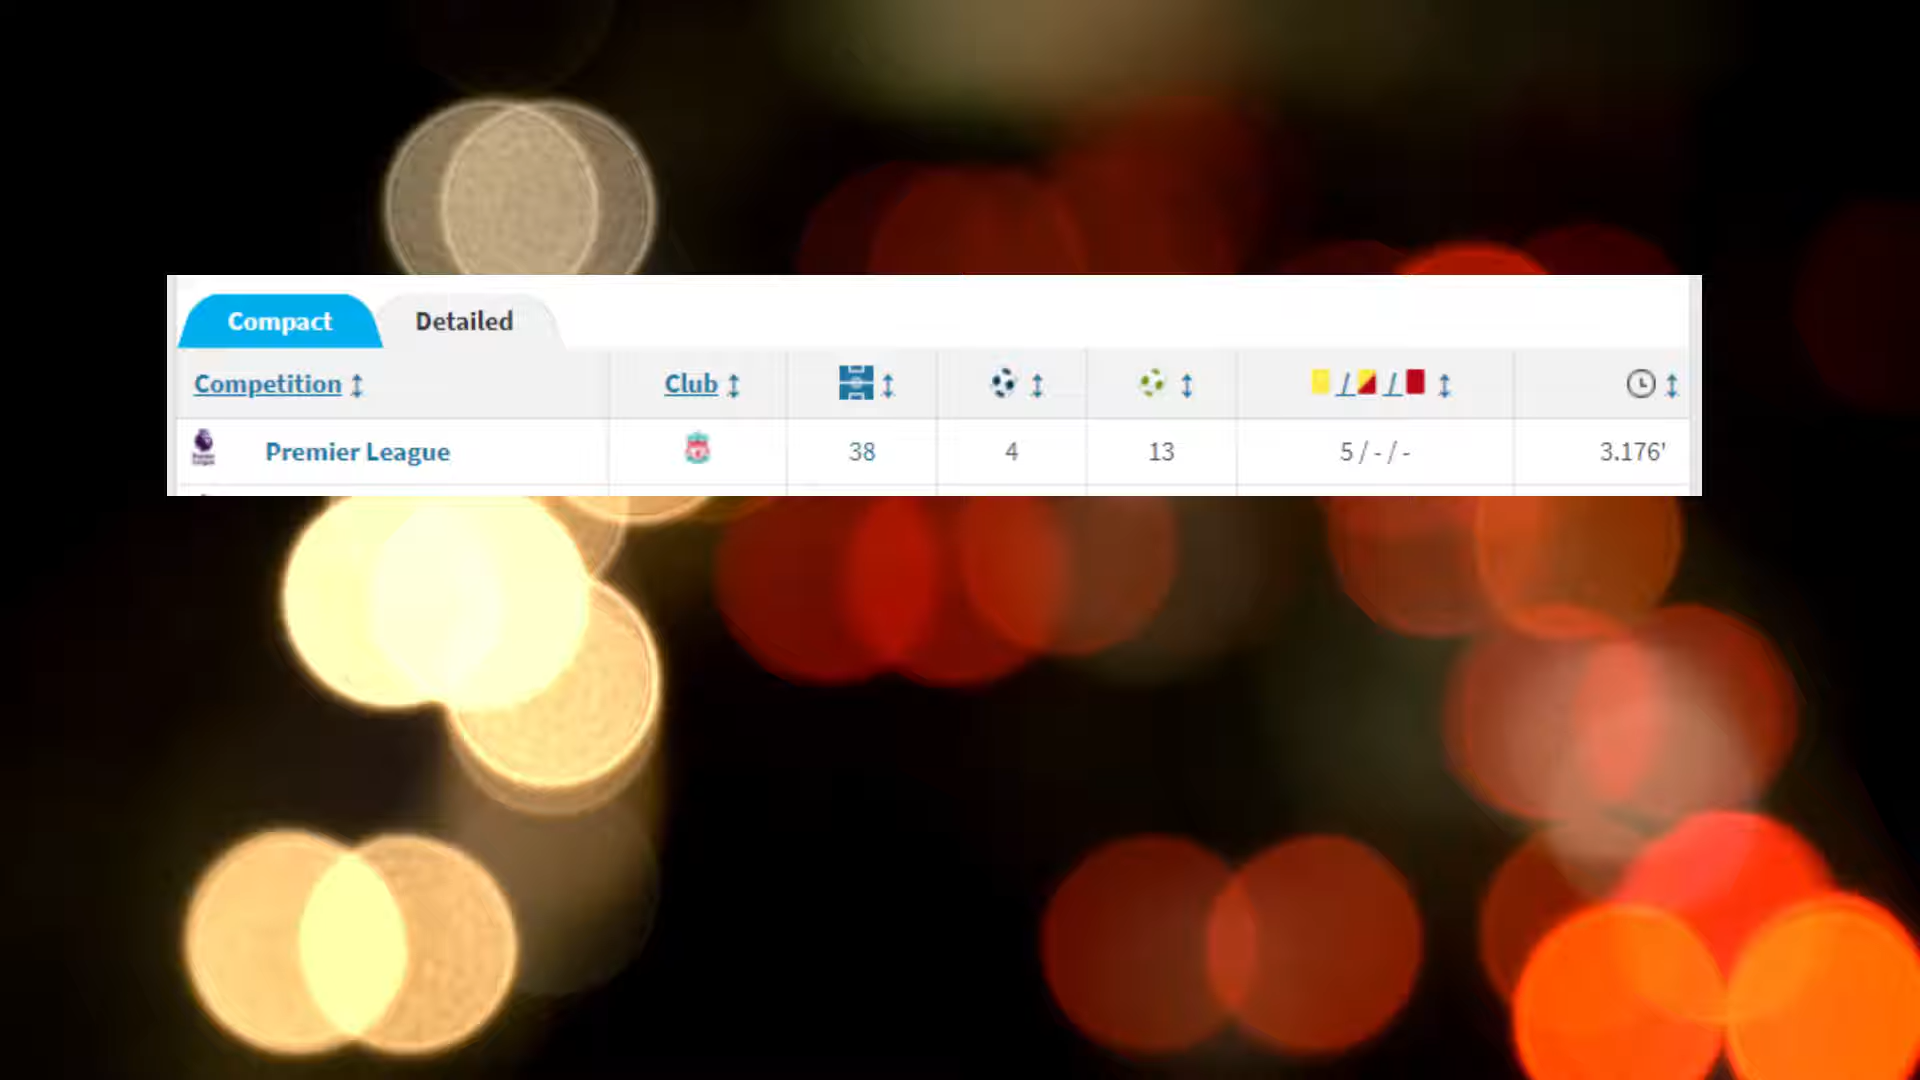 Compact Detailed
Competition Club
Premier League 38 4 13 5 / - / - 3.176'